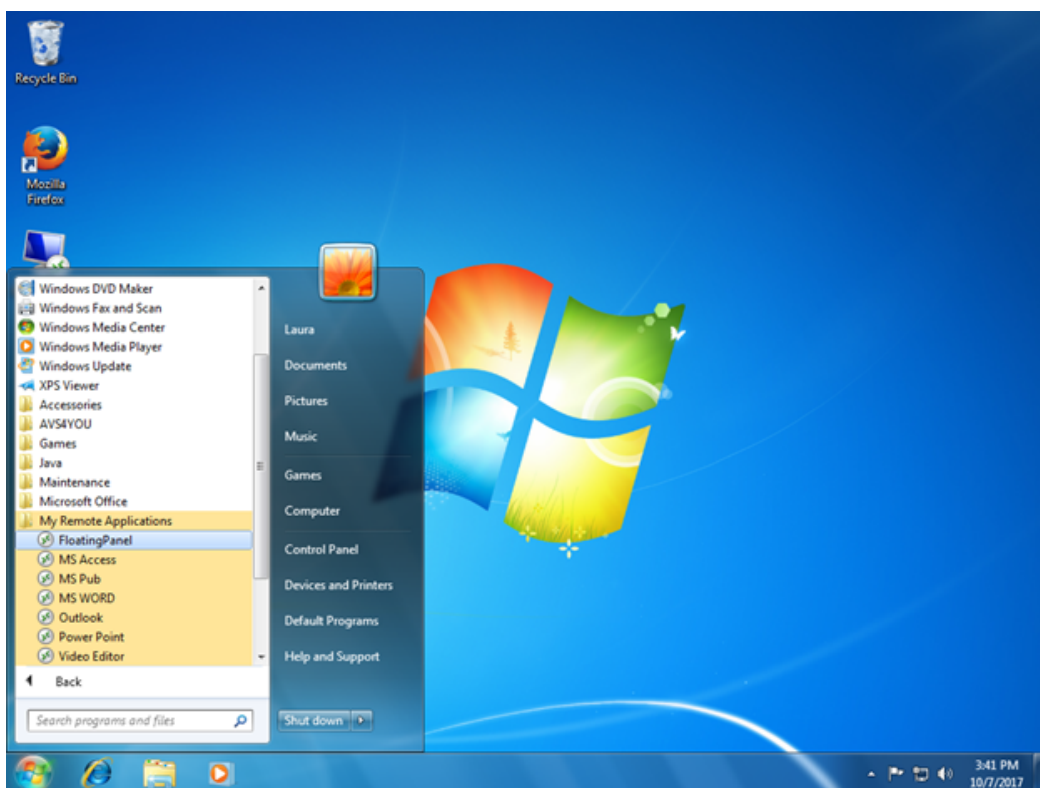 Recycle Bin
Mozilla
Firefox
Windows DVD Maker
Windows Fax and Scan
Windows Media Center
Windows Media Player
Windows Update
XPS Viewer
Accessories
AVS4YOU
Games
Java
Maintenance
Microsoft Office
My Remote Applications
FloatingPanel
MS Access
MS Pub
MS WORD
Outlook
Power Point
Video Editor
Back
Search programs and files
Laura
Documents
Pictures
Music
Games
Computer
Control Panel
Devices and Printers
Default Programs
Help and Support
Shut down
3:41 PM
10/7/2017